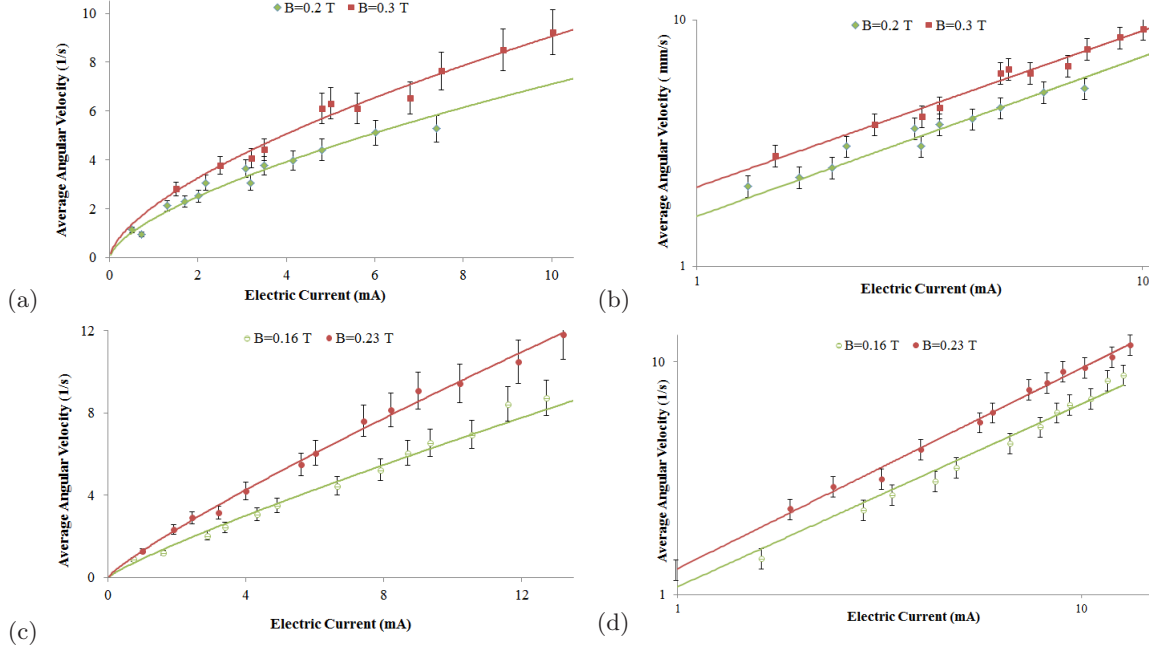 B=0.2 T B=0.3 T
10
8
6
4
2
0
0 2 4 6 8 10
Average Angular Velocity (1/s)
Electric Current (mA)
(a)
B=0.2 T B=0.3 T
10
1
1 10
Average Angular Velocity ( mm/s)
Electric Current (mA)
(b)
B=0.16 T B=0.23 T
12
8
4
0
0 4 8 12
Average Angular Velocity (1/s)
Electric Current (mA)
(c)
B=0.16 T B=0.23 T
10
1
1 10
Average Angular Velocity (1/s)
Electric Current (mA)
(d)